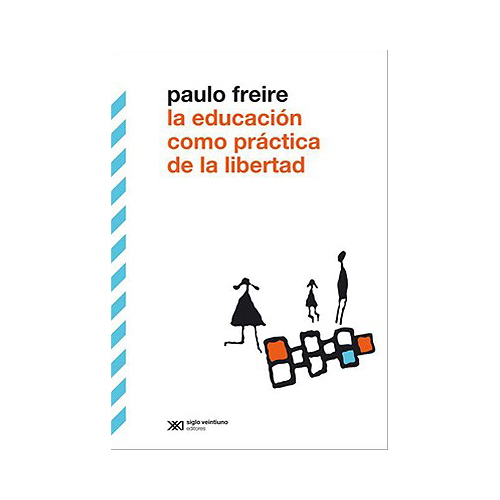 paulo freire
la educación
como práctica
de la libertad
siglo veintiuno
editores